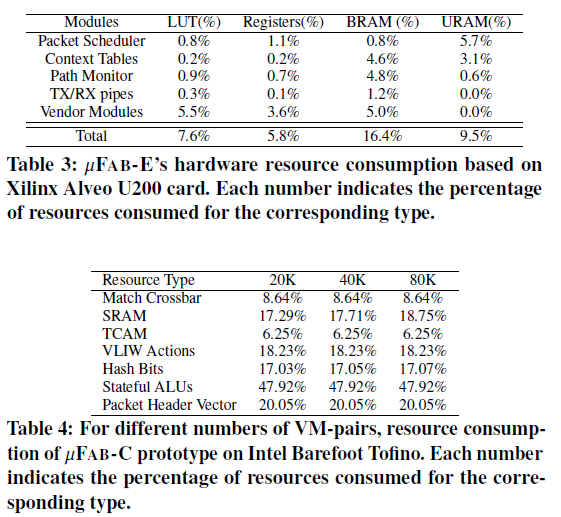 Modules LUT(%) Registers(%) BRAM (%) URAM(%)
Packet Scheduler 0.8% 1.1% 0.8% 5.7%
Context Tables 0.2% 0.2% 4.6% 3.1%
Path Monitor 0.9% 0.7% 4.8% 0.6%
TX/RX pipes 0.3% 0.1% 1.2% 0.0%
Vendor Modules 5.5% 3.6% 5.0% 0.0%
Total 7.6% 5.8% 16.4% 9.5%
Table 3: μFAB-E's hardware resource consumption based on
Xilinx Alveo U200 card. Each number indicates the percentage
of resources consumed for the corresponding type.
Resource Type 20K 40K 80K
Match Crossbar 8.64% 8.64% 8.64%
SRAM 17.29% 17.71% 18.75%
TCAM 6.25% 6.25% 6.25%
VLIW Actions 18.23% 18.23% 18.23%
Hash Bits 17.03% 17.05% 17.07%
Stateful ALUs 47.92% 47.92% 47.92%
Packet Header Vector 20.05% 20.05% 20.05%
Table 4: For different numbers of VM-pairs, resource consump-
tion of μFAB-C prototype on Intel Barefoot Tofino. Each number
indicates the percentage of resources consumed for the corre-
sponding type.